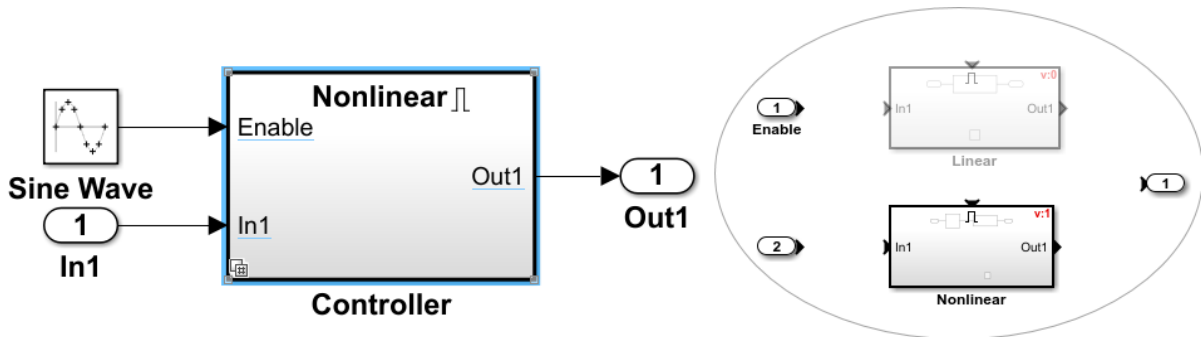 Nonlinear
Enable
Sine Wave
Out1
1
Out1
1
In1
In1
Controller
v:0
1
In1
Out1
Enable
Linear
1
v:1
2
In1
Out1
Nonlinear